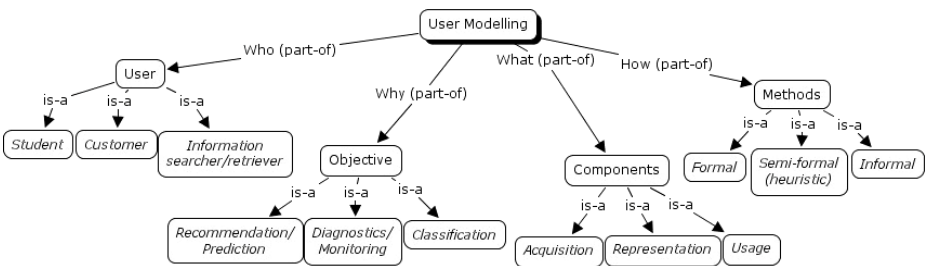 User Modelling
Who (part-of)
Why (part-of)
What (part-of)
How (part-of)
User
is-a
is-a
is-a
Student
Customer
Information
searcher/retriever
Objective
is-a
is-a
is-a
Recommendation/
Prediction
Diagnostics/
Monitoring
Classification
Components
is-a
is-a
is-a
Acquisition
Representation
Usage
Methods
is-a
is-a
is-a
Formal
Semi-formal
(heuristic)
Informal